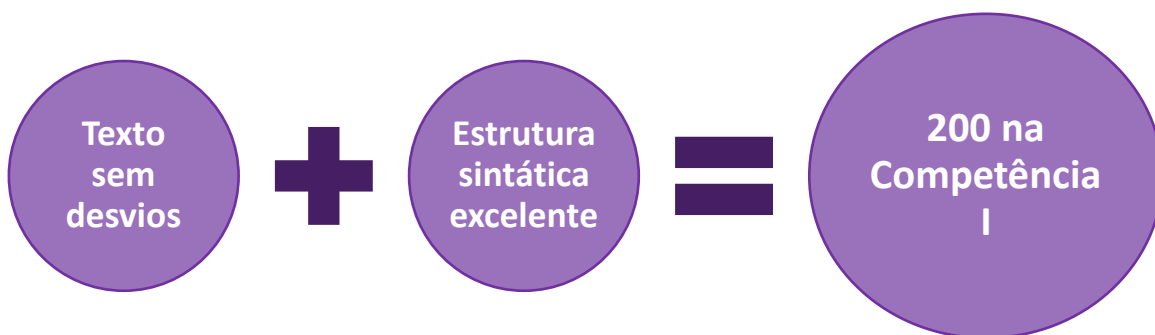 Texto
sem
desvios
Estrutura
sintática
excelente
200 na
Competência
I